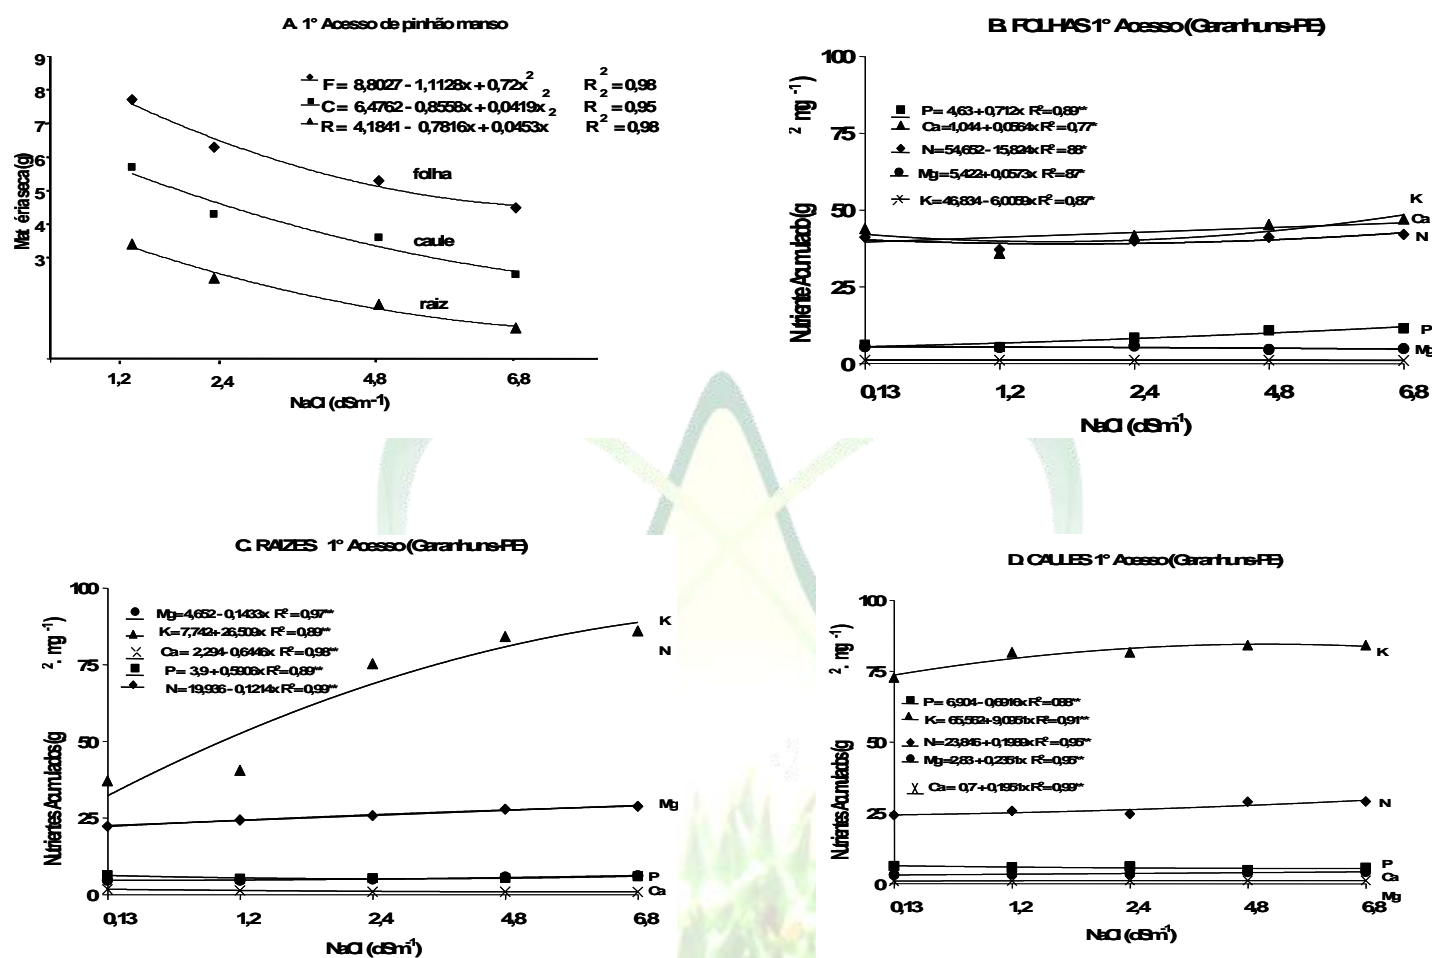 A. 1° Acesso de pinhão manso
9
8
7
6
5
4
3
Matéria seca (g)
F = 8,8027 - 1,1128x + 0,72x² R² = 0,98
C = 6,4762 - 0,8558x + 0,0419x² R² = 0,95
R = 4,1841 - 0,7816x + 0,0453x² R² = 0,98
folha
caule
raiz
1,2 2,4 4,8 6,8
NaCl (dSm⁻¹)
B. FOLHAS 1° Acesso (Garanhuns-PE)
100
75
50
25
0
Nutriente Acumulado (g² mg⁻¹)
P = 4,63 + 0,712x R² = 0,89**
Ca = 1,044 + 0,0564x R² = 0,77*
N = 54,652 - 15,824x R² = 88*
Mg = 5,422 + 0,0573x R² = 87*
K = 46,834 - 6,0059x R² = 0,87*
K
Ca
N
P
Mg
0,13 1,2 2,4 4,8 6,8
NaCl (dSm⁻¹)
C. RAIZES 1° Acesso (Garanhuns-PE)
100
75
50
25
0
Nutrientes Acumulados (g². mg⁻¹)
Mg = 4,652 - 0,1433x R² = 0,97**
K = 7,742 + 26,509x R² = 0,89**
Ca = 2,294 - 0,6446x R² = 0,98**
P = 3,9 + 0,5906x R² = 0,89**
N = 19,936 - 0,1214x R² = 0,99**
K
N
Mg
P
Ca
0,13 1,2 2,4 4,8 6,8
NaCl (dSm⁻¹)
D. CAULES 1° Acesso (Garanhuns-PE)
100
75
50
25
0
Nutrientes Acumulados (g². mg⁻¹)
P = 6,904 - 0,6916x R² = 088**
K = 65,562 + 9,0951x R² = 0,91**
N = 23,846 + 0,1989x R² = 0,95**
Mg = 2,83 + 0,2351x R² = 0,95**
Ca = 0,7 + 0,1951x R² = 0,99**
K
N
P
Ca
Mg
0,13 1,2 2,4 4,8 6,8
NaCl (dSm⁻¹)